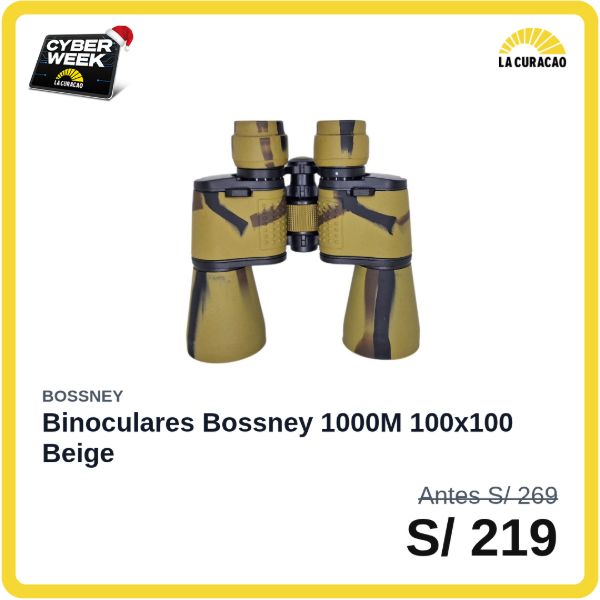 CYBER
WEEK
LA CURACAO
LA CURACAO
BOSSNEY
Binoculares Bossney 1000M 100x100
Beige
Antes S/ 269
S/ 219